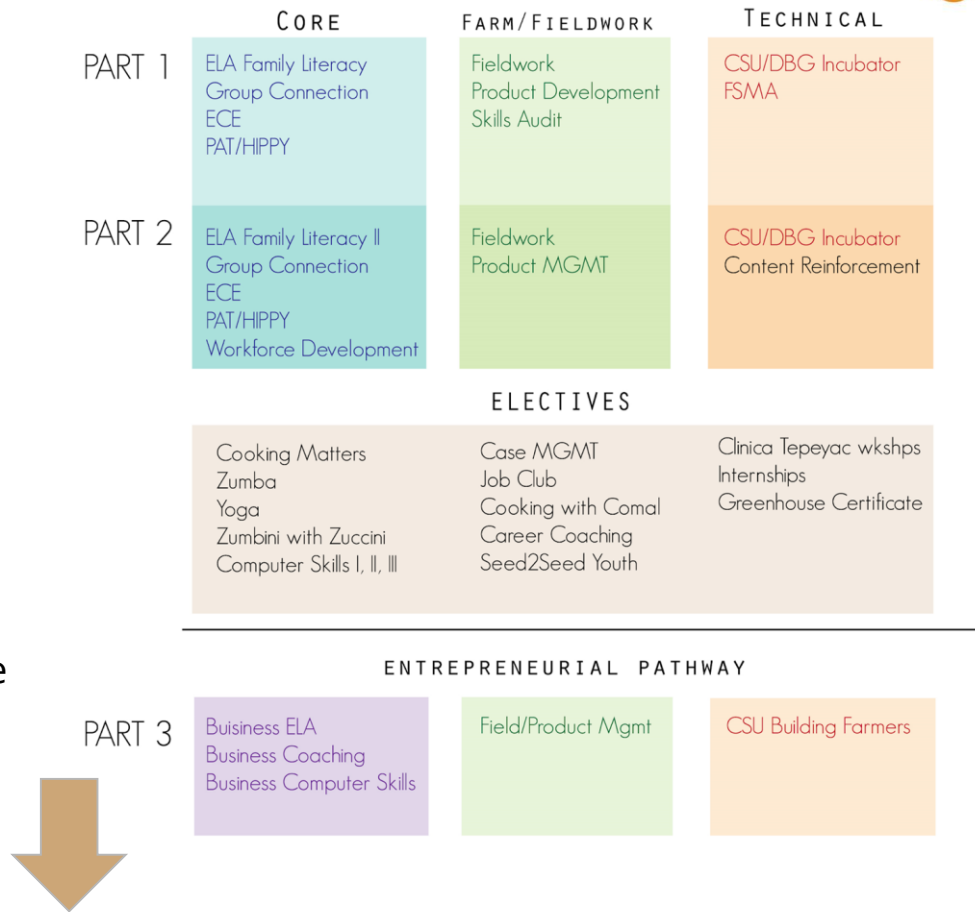 CORE
FARM/FIELDWORK
TECHNICAL
PART 1
ELA Family Literacy
Group Connection
ECE
PAT/HIPPY
Fieldwork
Product Development
Skills Audit
CSU/DBG Incubator
FSMA
PART 2
ELA Family Literacy II
Group Connection
ECE
PAT/HIPPY
Workforce Development
Fieldwork
Product MGMT
CSU/DBG Incubator
Content Reinforcement
ELECTIVES
Cooking Matters
Zumba
Yoga
Zumbini with Zuccini
Computer Skills I, II, III
Case MGMT
Job Club
Cooking with Comal
Career Coaching
Seed2Seed Youth
Clinica Tepeyac wkshps
Internships
Greenhouse Certificate
e
ENTREPRENEURIAL PATHWAY
PART 3
Buisiness ELA
Business Coaching
Business Computer Skills
Field/Product Mgmt
CSU Building Farmers